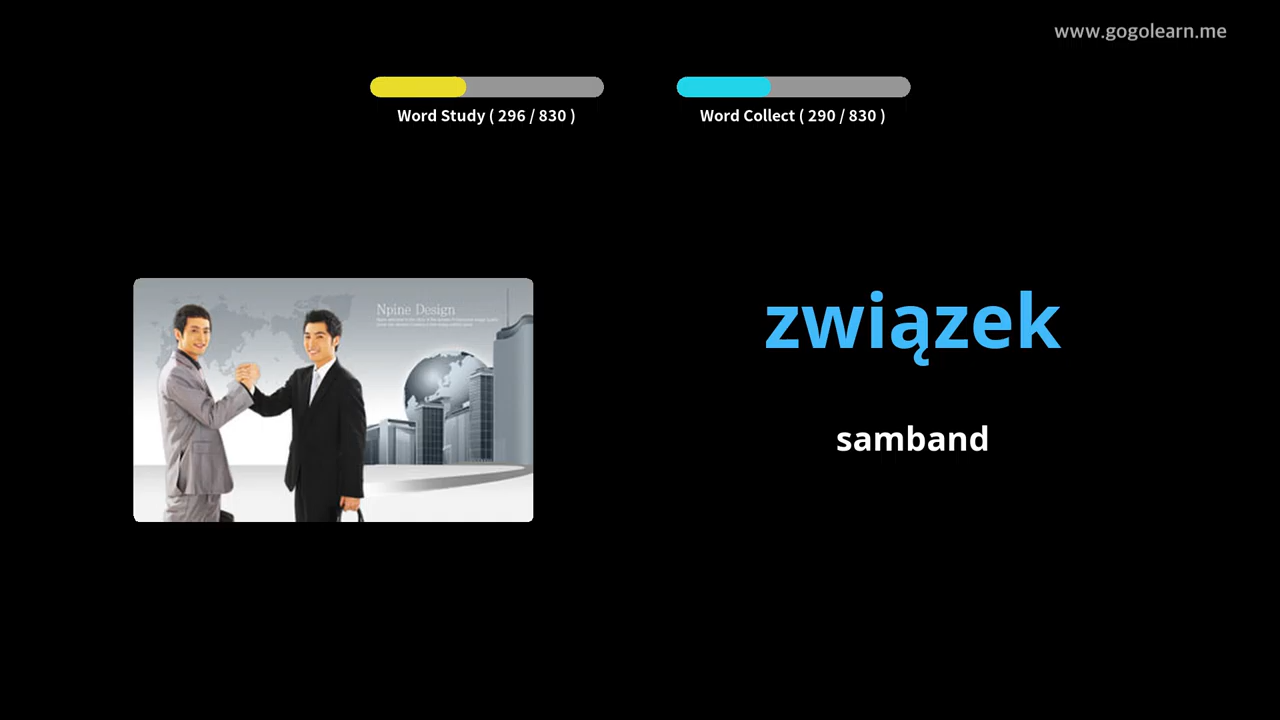 www.gogolearn.me
Word Study ( 296 / 830 )
Word Collect ( 290 / 830 )
Npine Design
związek
samband